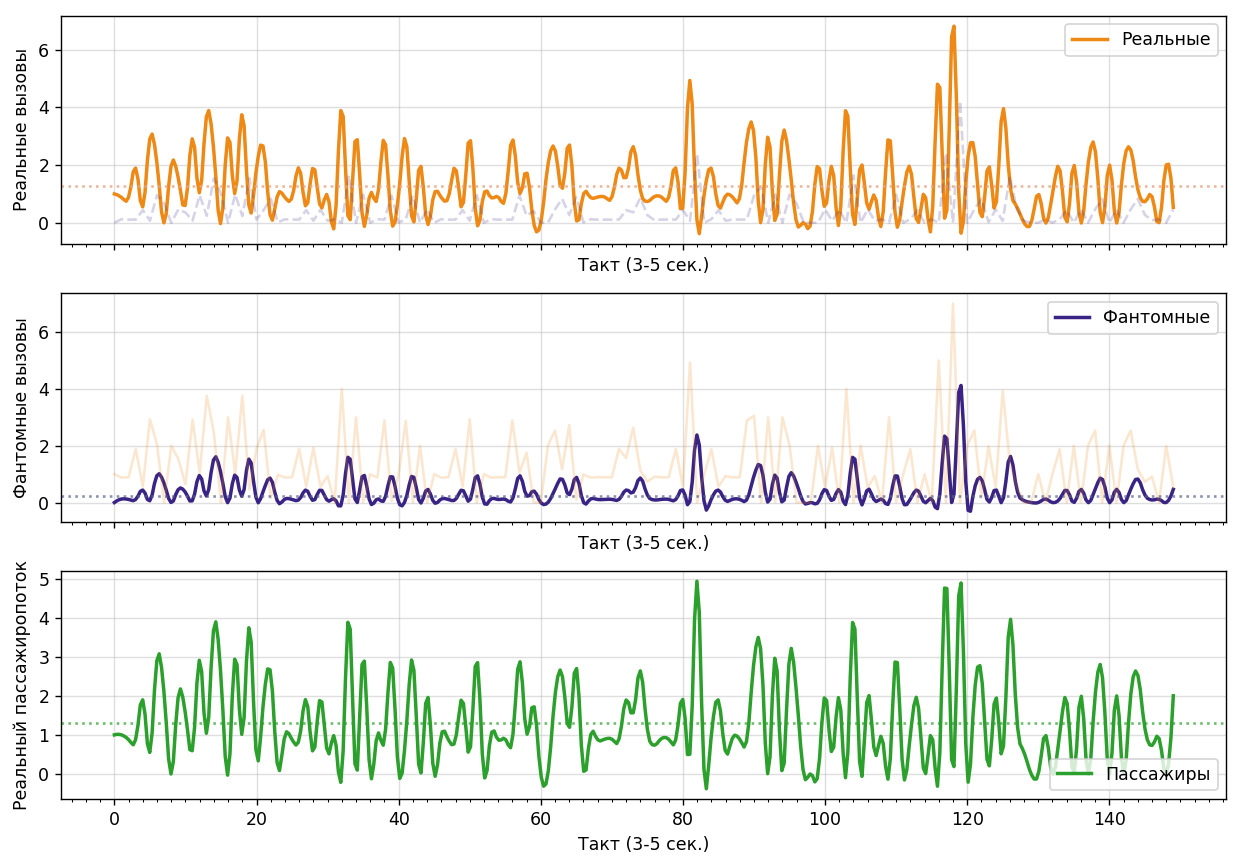 Реальные вызовы
6
4
2
0
Реальные
Такт (3-5 сек.)
Фантомные вызовы
6
4
2
0
Фантомные
Такт (3-5 сек.)
Реальный пассажиропоток
5
4
3
2
1
0
Пассажиры
0 20 40 60 80 100 120 140
Такт (3-5 сек.)